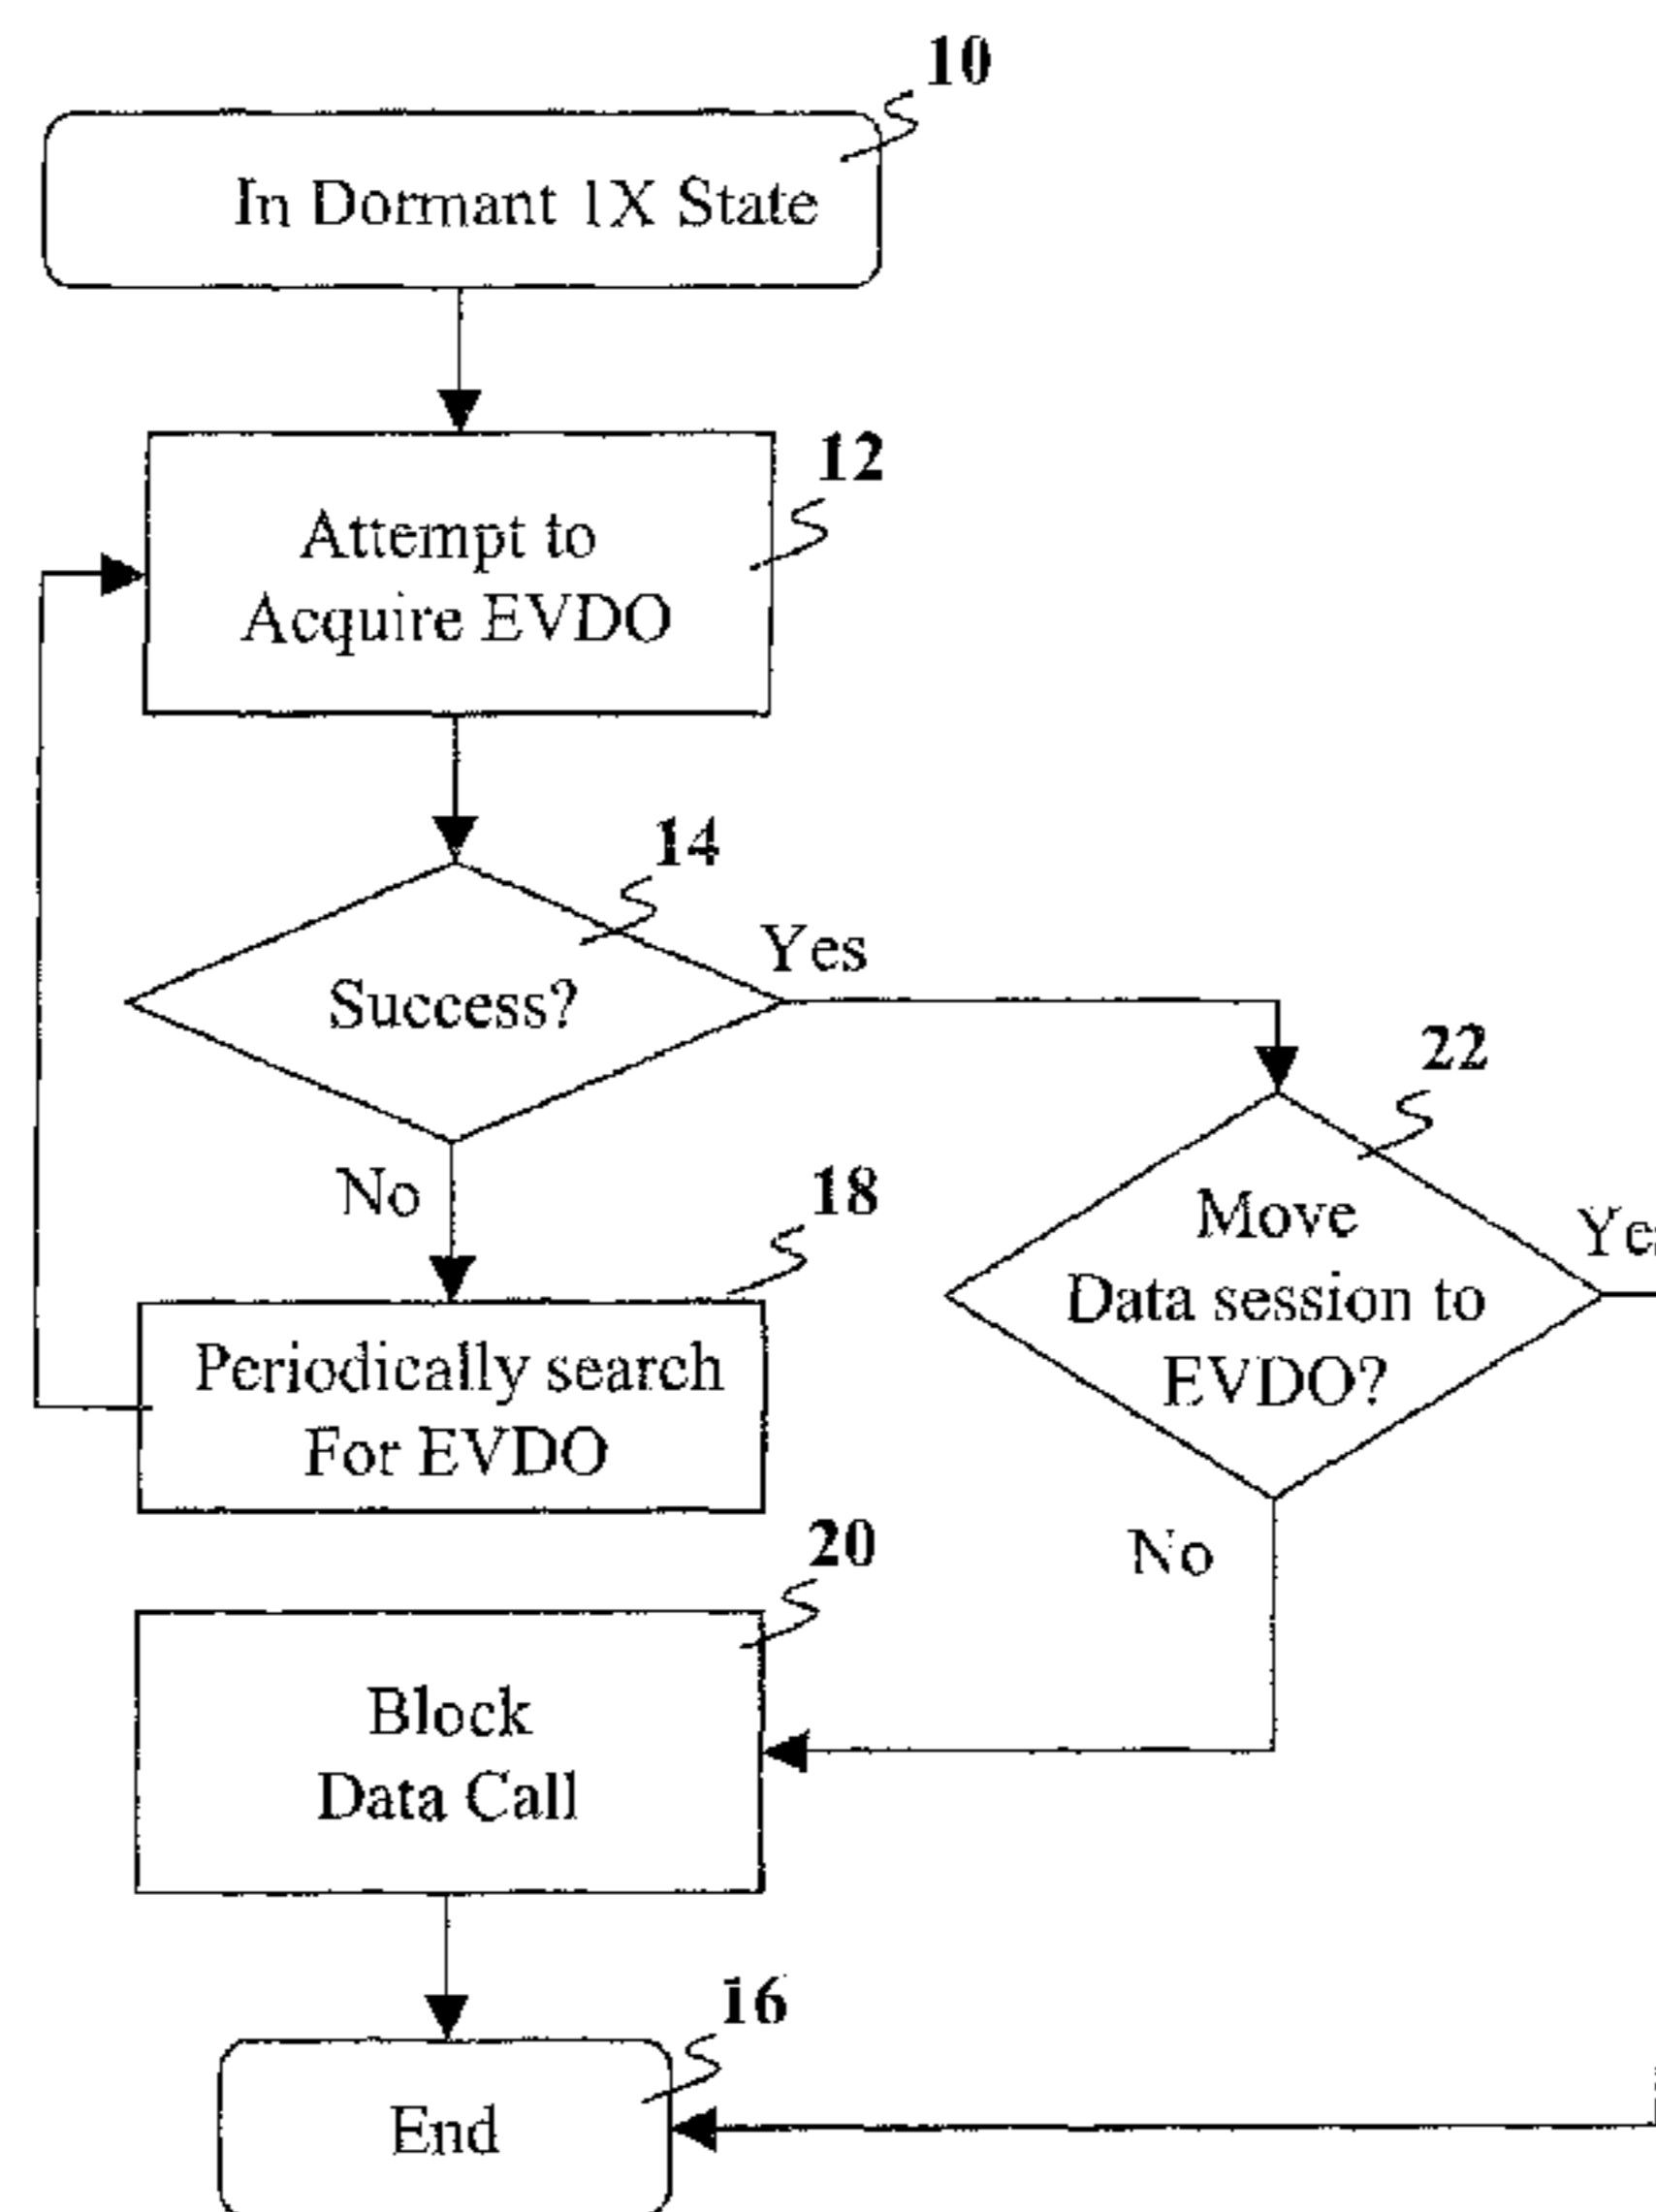 10
In Dormant 1X State
12
Attempt to
Acquire EVDO
14
Success?
Yes
22
Move
Data session to
EVDO?
No
18
Periodically search
For EVDO
20
Block
Data Call
No
16
End